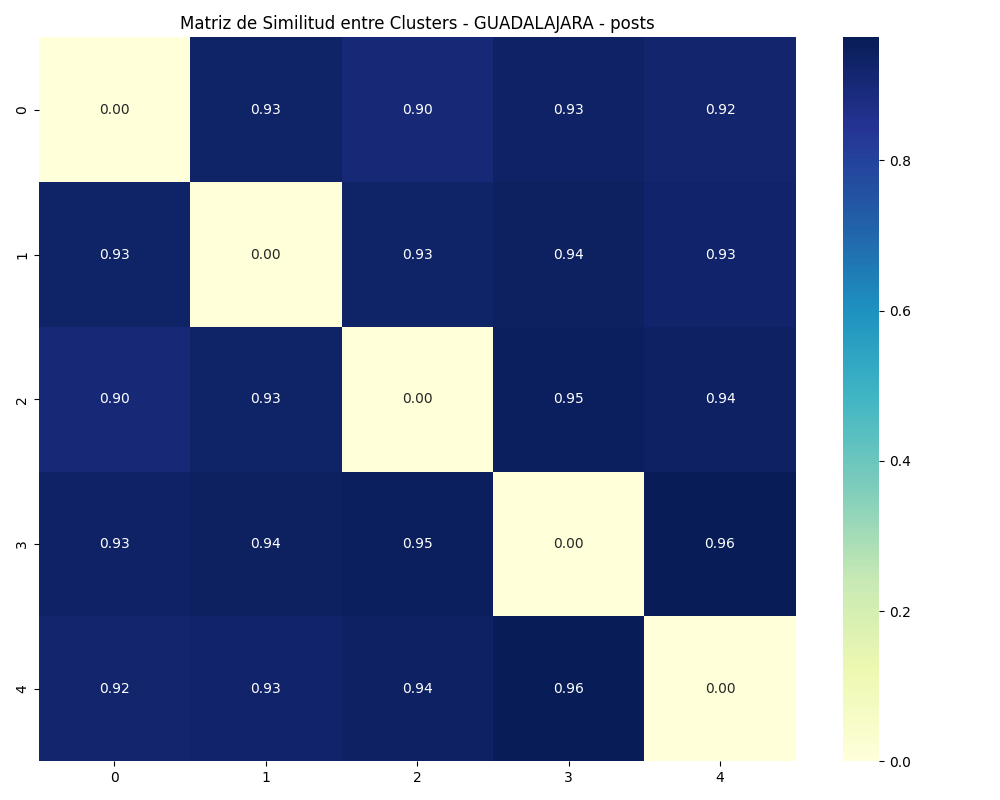 Matriz de Similitud entre Clusters - GUADALAJARA - posts
0 0.00 0.93 0.90 0.93 0.92
1 0.93 0.00 0.93 0.94 0.93
2 0.90 0.93 0.00 0.95 0.94
3 0.93 0.94 0.95 0.00 0.96
4 0.92 0.93 0.94 0.96 0.00
0 1 2 3 4
0.8
0.6
0.4
0.2
0.0